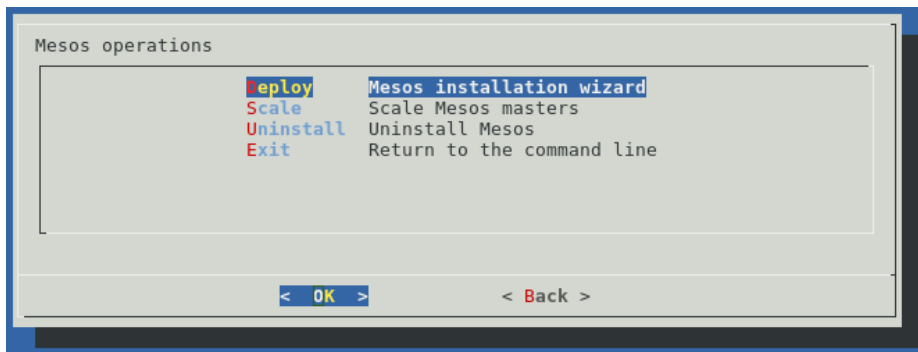 Mesos operations
Deploy Mesos installation wizard
Scale Scale Mesos masters
Uninstall Uninstall Mesos
Exit Return to the command line
< OK > < Back >